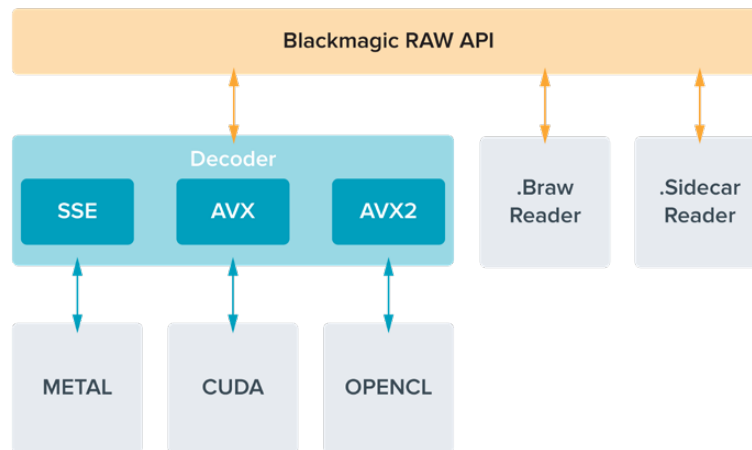 Blackmagic RAW API
Decoder
SSE
AVX
AVX2
.Braw
Reader
.Sidecar
Reader
METAL
CUDA
OPENCL